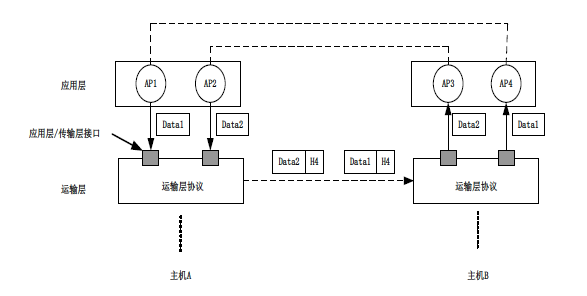 应用层
AP1
AP2
AP3
AP4
Data1
Data2
Data2
Data1
应用层/传输层接口
运输层
运输层协议
Data2 H4
Data1 H4
运输层协议
主机A
主机B